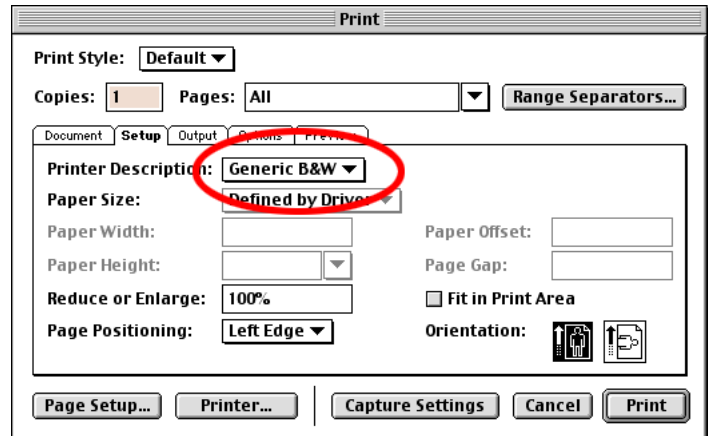 Print
Print Style: Default
Copies: 1 Pages: All Range Separators...
Document Setup Output Options Preview
Printer Description: Generic B&W
Paper Size: Defined by Driver
Paper Width: Paper Offset:
Paper Height: Page Gap:
Reduce or Enlarge: 100% Fit in Print Area
Page Positioning: Left Edge Orientation:
Page Setup... Printer... Capture Settings Cancel Print